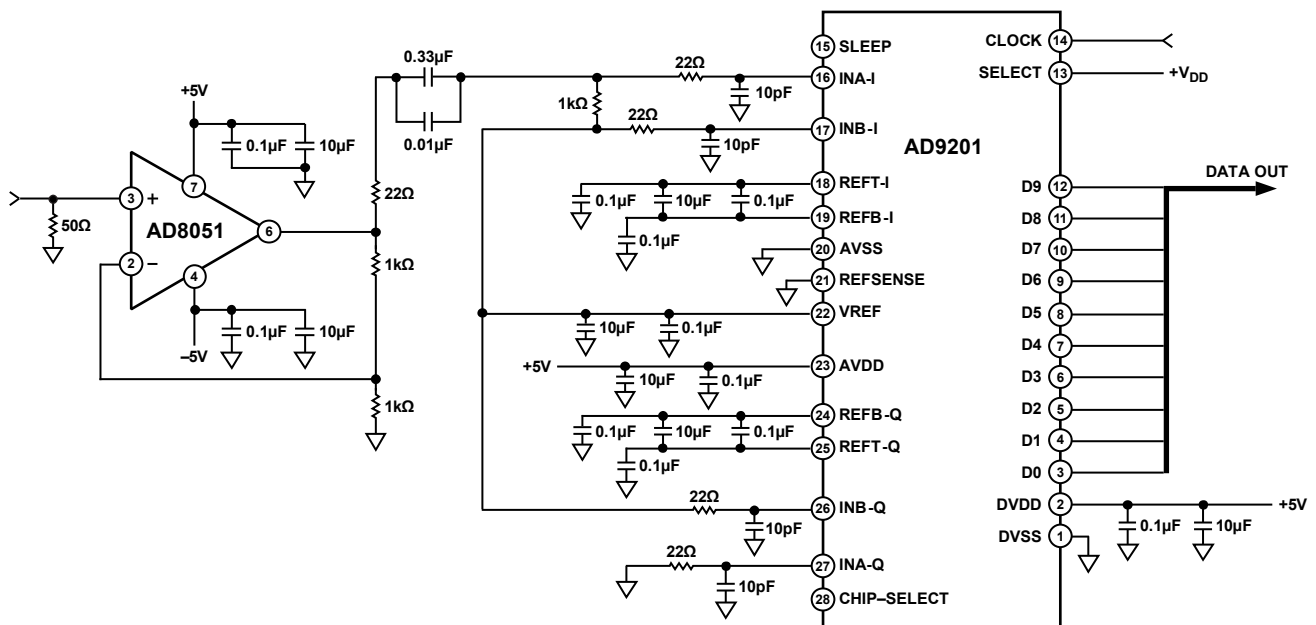 +5V
0.1µF
10µF
3
+
50Ω
AD8051
7
6
2
–
4
–5V
0.1µF
10µF
0.33µF
0.01µF
22Ω
1kΩ
1kΩ
22Ω
10pF
1kΩ
22Ω
10pF
0.1µF
10µF
0.1µF
0.1µF
10µF
0.1µF
+5V
10µF
0.1µF
0.1µF
10µF
0.1µF
0.1µF
22Ω
10pF
22Ω
10pF
AD9201
15 SLEEP
16 INA-I
17 INB-I
18 REFT-I
19 REFB-I
20 AVSS
21 REFSENSE
22 VREF
23 AVDD
24 REFB-Q
25 REFT-Q
26 INB-Q
27 INA-Q
28 CHIP–SELECT
CLOCK 14
SELECT 13
+VDD
DATA OUT
D9 12
D8 11
D7 10
D6 9
D5 8
D4 7
D3 6
D2 5
D1 4
D0 3
DVDD 2
+5V
DVSS 1
0.1µF
10µF